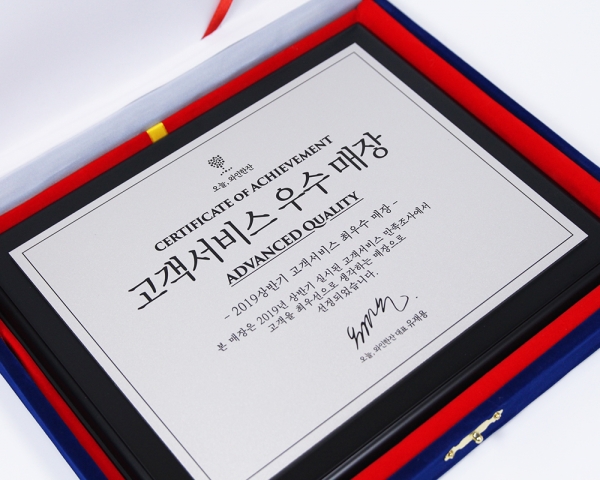 오늘, 와인한잔
CERTIFICATE OF ACHIEVEMENT
고객서비스 우수 매장
ADVANCED QUALITY
- 2019상반기 고객서비스 최우수 매장 -
본 매장은 2019년 상반기 실시된 고객서비스 만족조사에서
고객을 최우선으로 생각하는 매장으로
선정되었습니다.
오늘, 와인한잔 대표 유재용